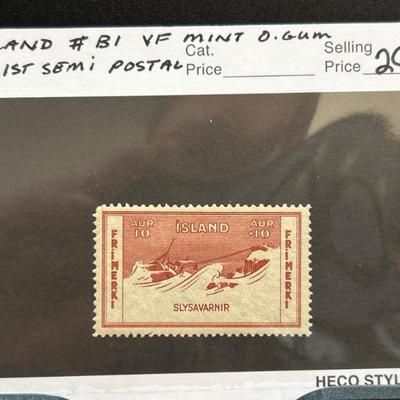 LAND # B1 VF MINT O.GUM Cat. Selling
1ST SEMI POSTAL Price Price 20
AUR ÍSLAND AUR
10 +10
FRÍMERKI
FRÍMERKI
SLYSAVARNIR
HECO STYL